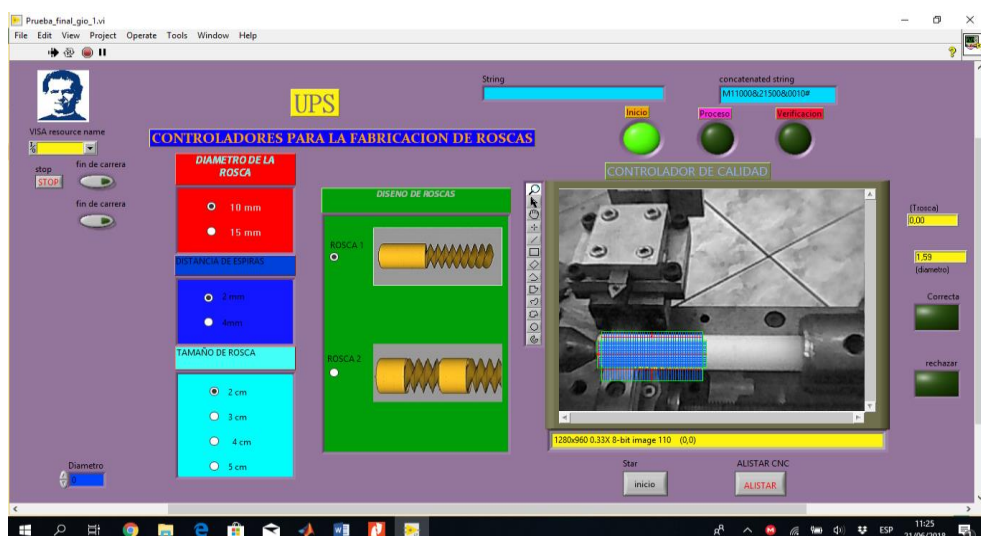 Prueba_final_gio_1.vi
File Edit View Project Operate Tools Window Help
String
concatenated string
M11000&21500&0010#
UPS
Inicio
Proceso
Verificacion
VISA resource name
CONTROLADORES PARA LA FABRICACION DE ROSCAS
stop
STOP
fin de carrera
fin de carrera
DIAMETRO DE LA
ROSCA
10 mm
15 mm
DISTANCIA DE ESPIRAS
2 mm
4mm
TAMAÑO DE ROSCA
2 cm
3 cm
4 cm
5 cm
Diametro
0
DISENO DE ROSCAS
ROSCA 1
ROSCA 2
CONTROLADOR DE CALIDAD
1280x960 0.33X 8-bit image 110 (0,0)
(Trosca)
0,00
1,59
(diametro)
Correcta
rechazar
Star
inicio
ALISTAR CNC
ALISTAR
ESP
11:25
21/06/2018